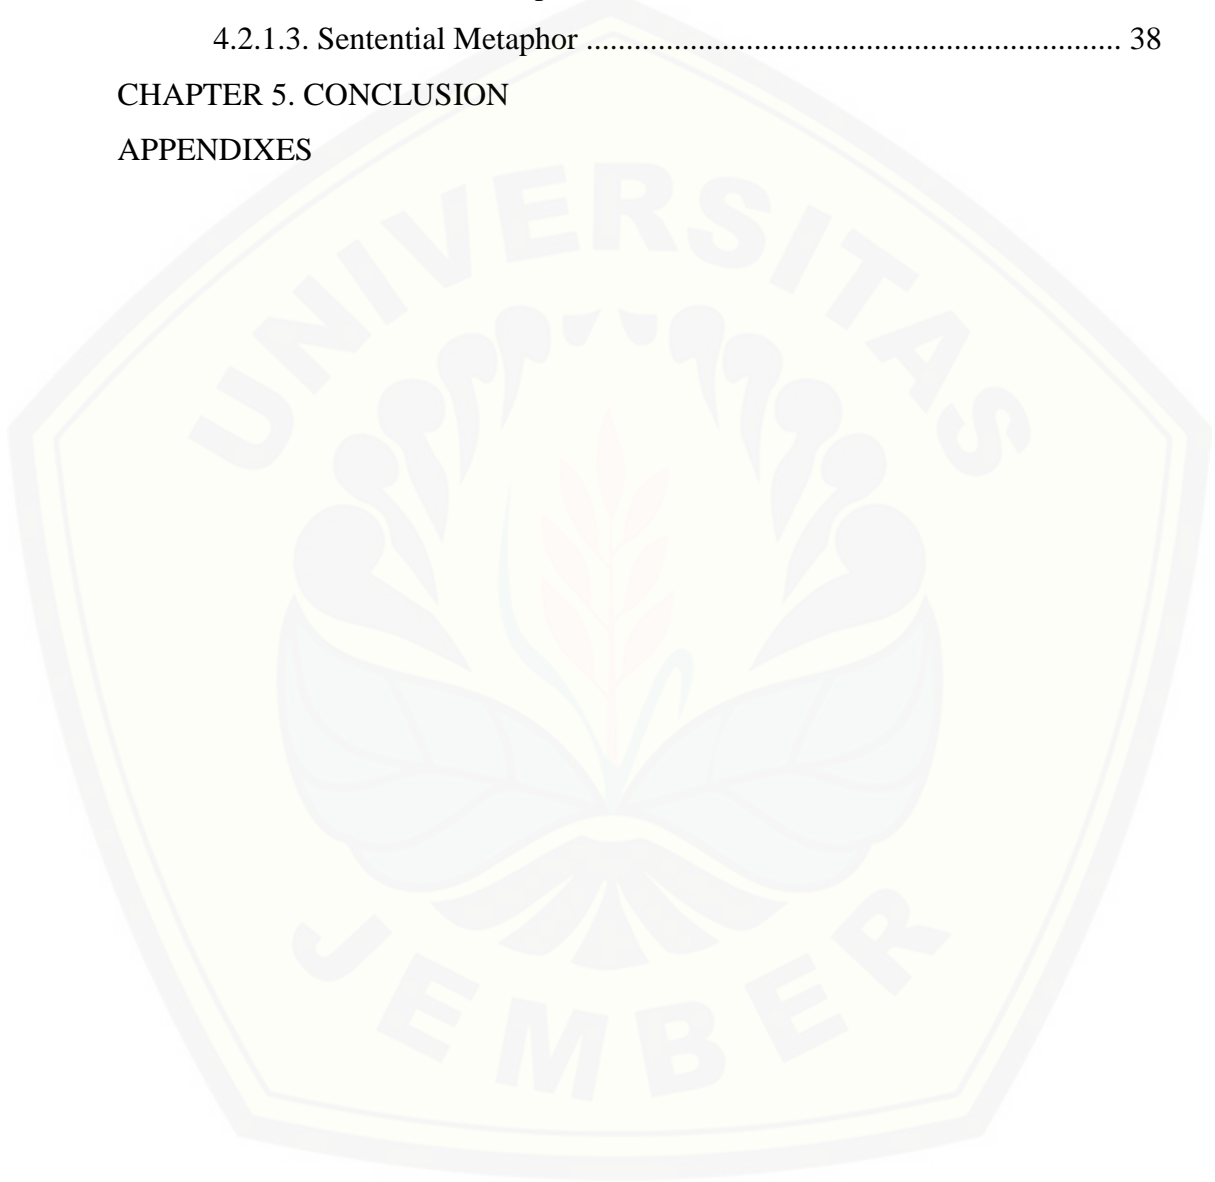 4.2.1.3. Sentential Metaphor .................................................................. 38
CHAPTER 5. CONCLUSION
APPENDIXES
UNIVERSITAS
JEMBER